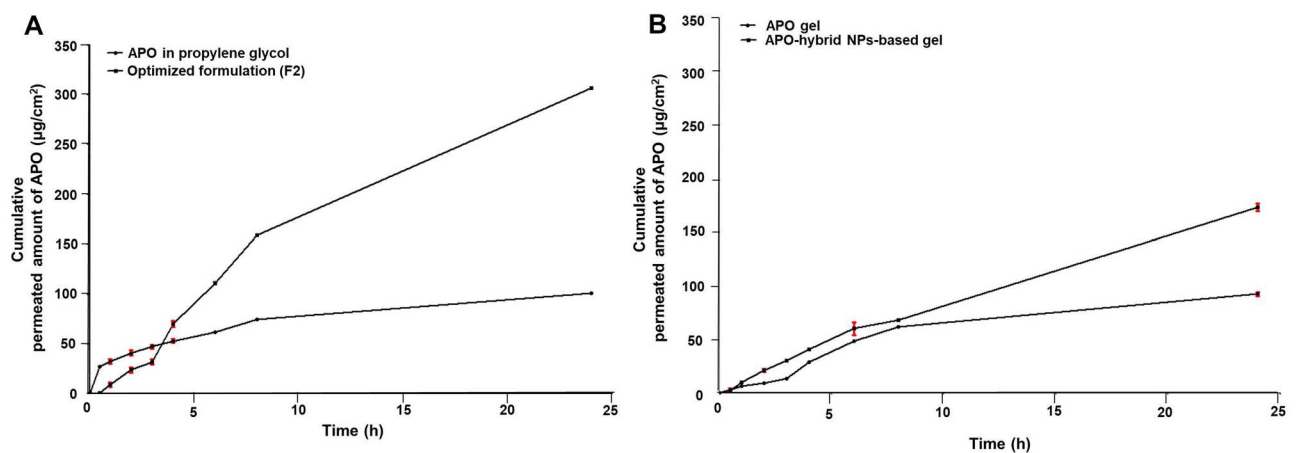 A
APO in propylene glycol
Optimized formulation (F2)
Cumulative
permeated amount of APO (µg/cm²)
350
300
250
200
150
100
50
0
0
5
10
15
20
25
Time (h)
B
APO gel
APO-hybrid NPs-based gel
Cumulative
permeated amount of APO (µg/cm²)
350
300
250
200
150
100
50
0
0
5
10
15
20
25
Time (h)